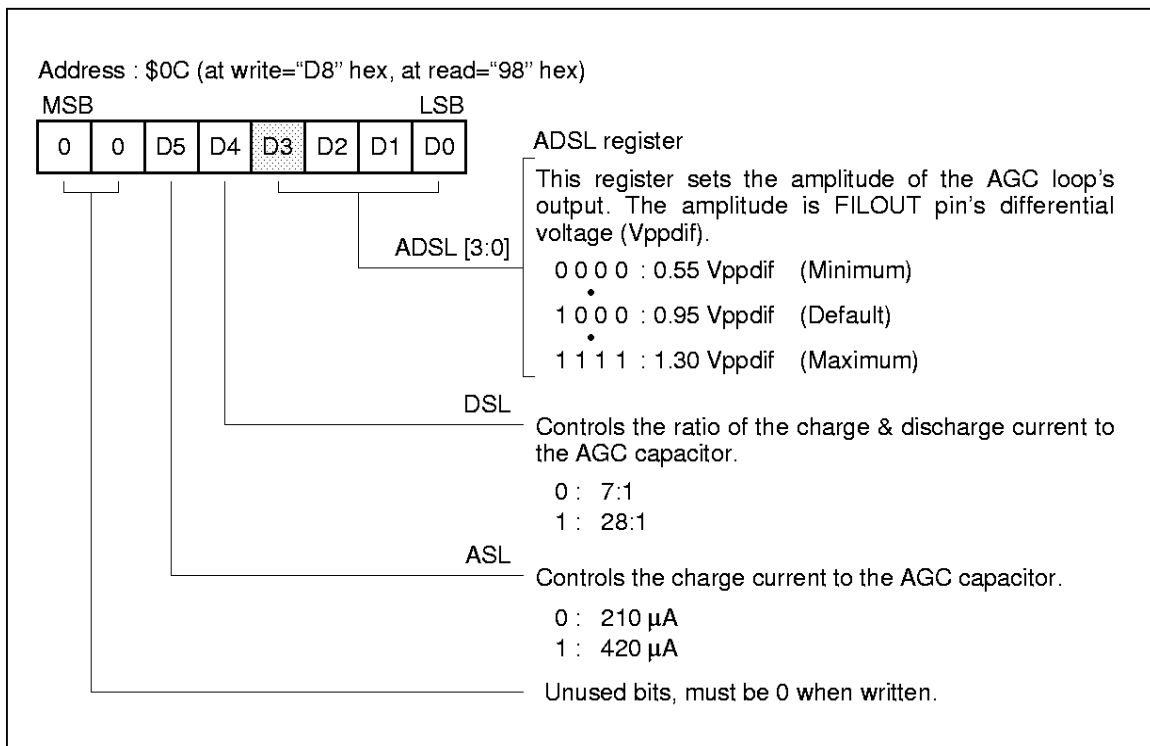 Address : $0C (at write=“D8” hex, at read=“98” hex)
MSB LSB
0 0 D5 D4 D3 D2 D1 D0
ADSL register
This register sets the amplitude of the AGC loop's
output. The amplitude is FILOUT pin's differential
voltage (Vppdif).
ADSL [3:0]
0 0 0 0 : 0.55 Vppdif (Minimum)
•
1 0 0 0 : 0.95 Vppdif (Default)
•
1 1 1 1 : 1.30 Vppdif (Maximum)
DSL
Controls the ratio of the charge & discharge current to
the AGC capacitor.
0 : 7:1
1 : 28:1
ASL
Controls the charge current to the AGC capacitor.
0 : 210 µA
1 : 420 µA
Unused bits, must be 0 when written.